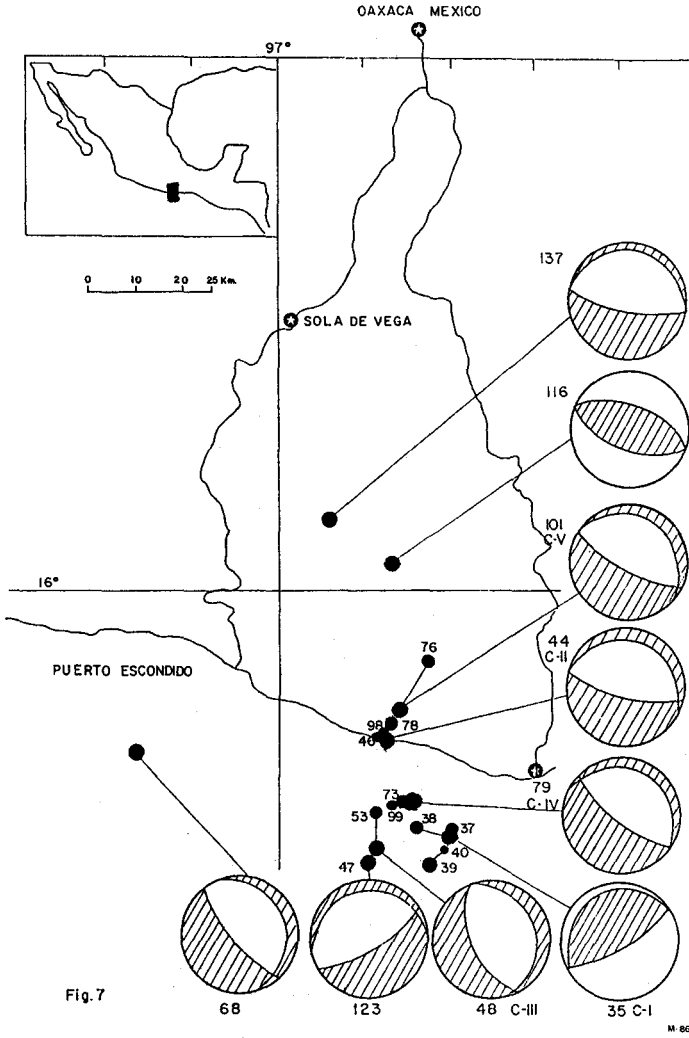 OAXACA MEXICO
97°
0 10 20 25 Km.
137
SOLA DE VEGA
116
101
C-V
16°
76
44
C-II
PUERTO ESCONDIDO
98 78
46
79
C-IV
73
99
53
38 37
40
47 39
Fig.7
68 123 48 C-III 35 C-I
M-86